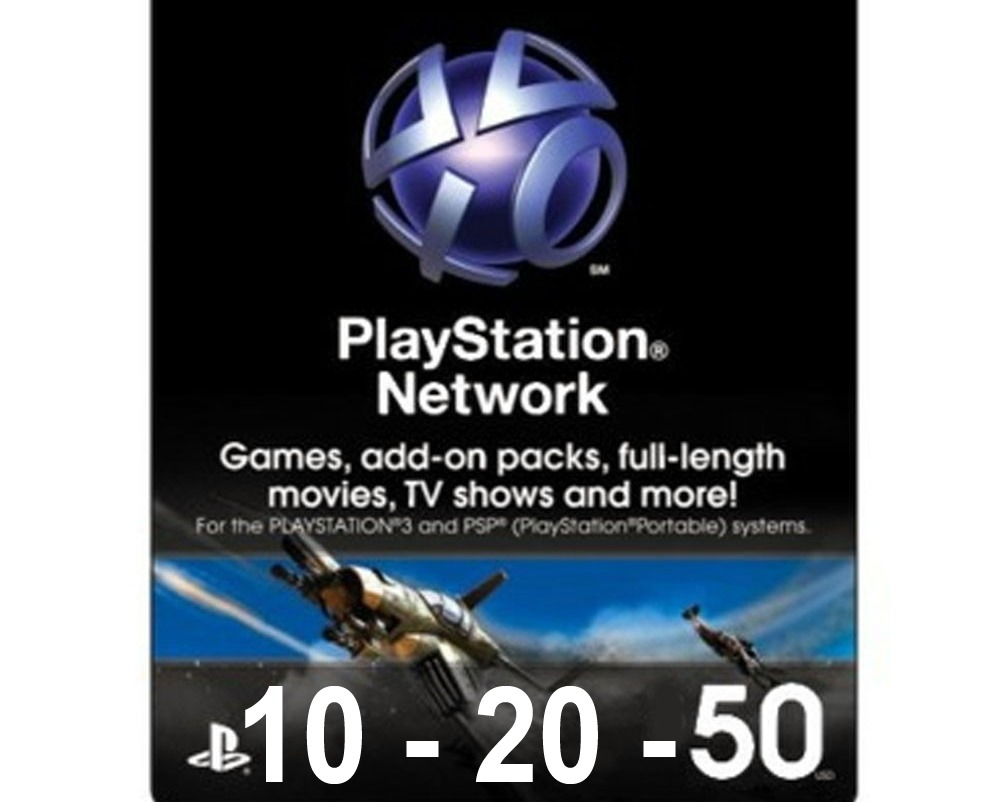 SM
PlayStation®
Network
Games, add-on packs, full-length
movies, TV shows and more!
For the PLAYSTATION®3 and PSP® (PlayStation®Portable) systems.
10 - 20 - 50
USD